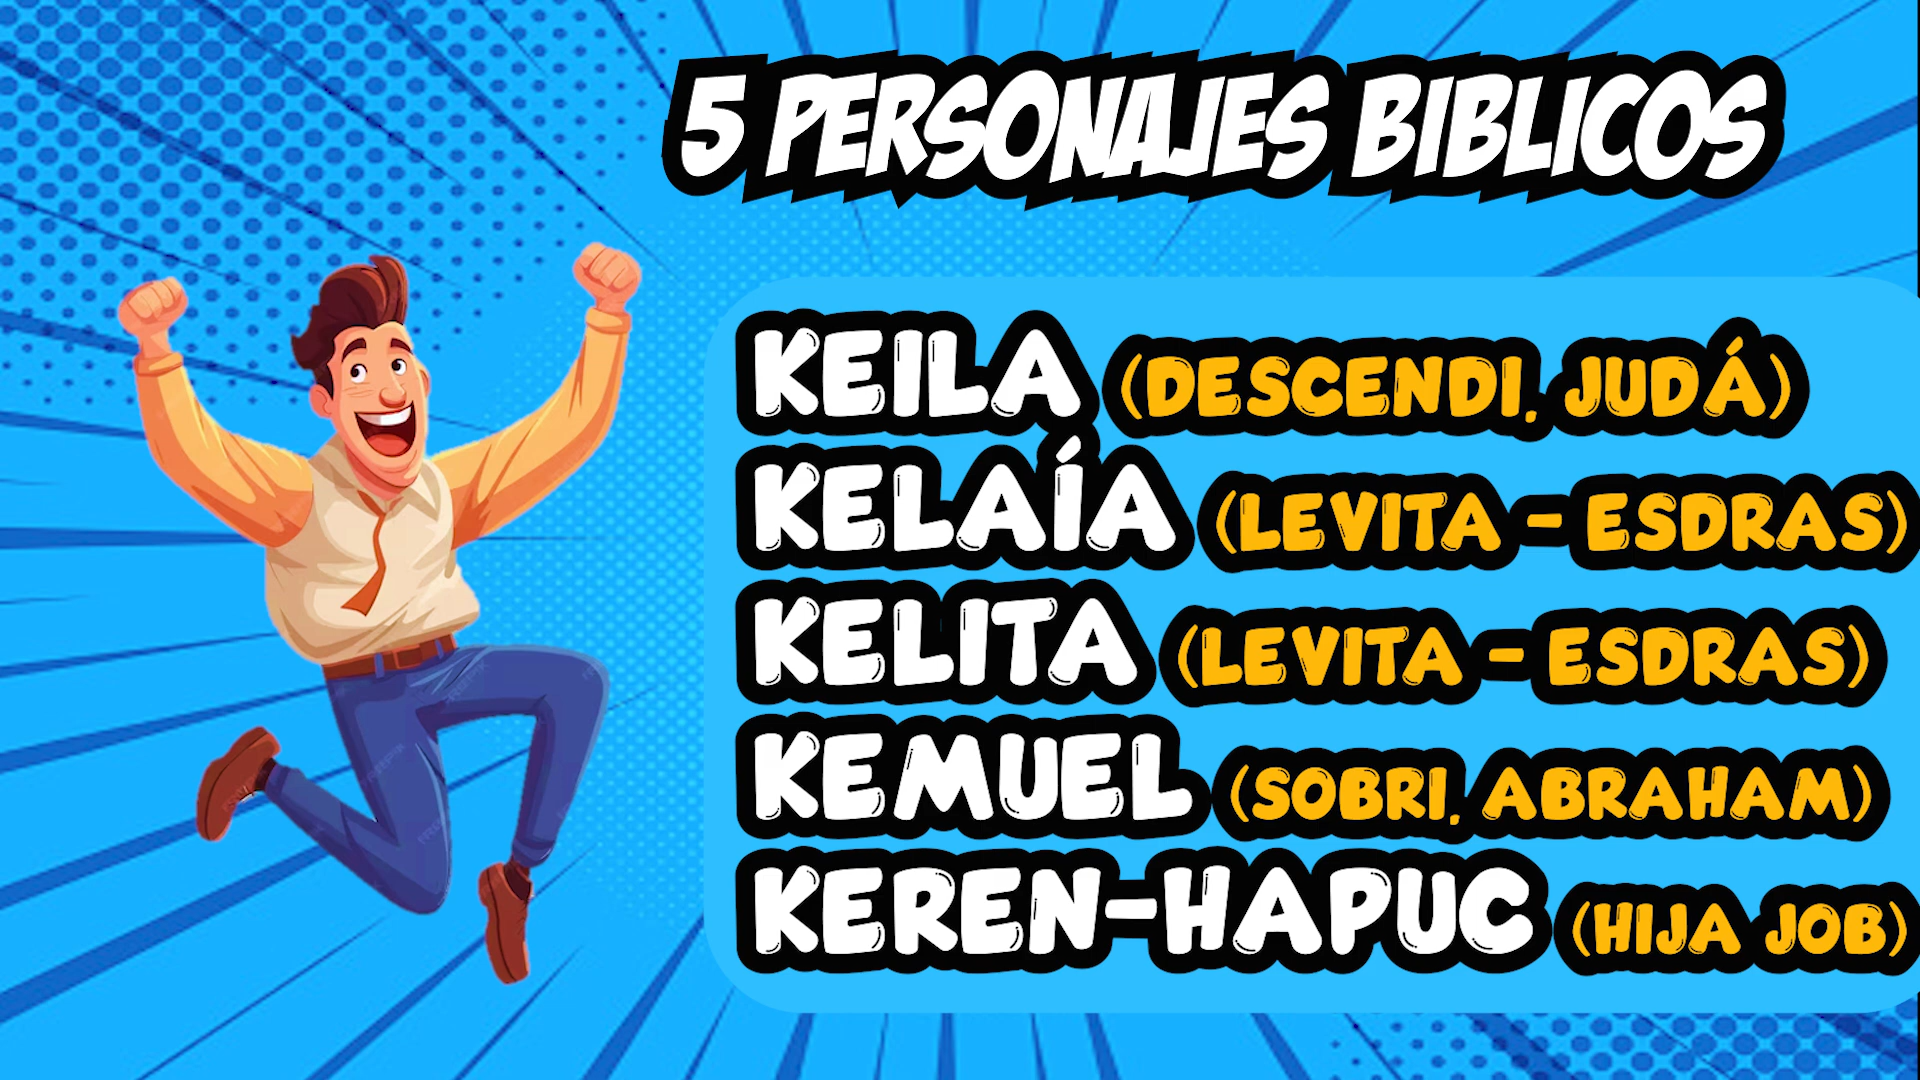 5 PERSONAJES BIBLICOS
KEILA (DESCENDI. JUDÁ)
KELAÍA (LEVITA - ESDRAS)
KELITA (LEVITA - ESDRAS)
KEMUEL (SOBRI. ABRAHAM)
KEREN-HAPUC (HIJA JOB)